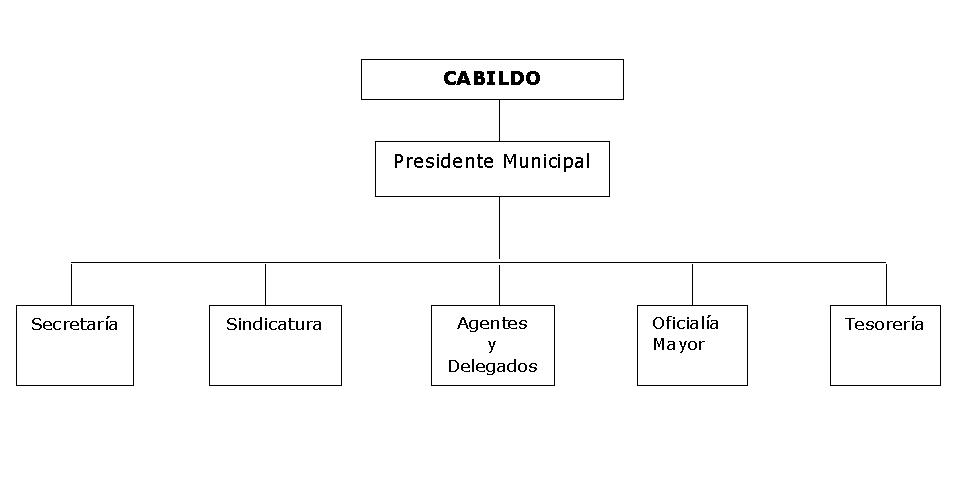 CABILDO
Presidente Municipal
Secretaría
Sindicatura
Agentes
y
Delegados
Oficialía
Mayor
Tesorería